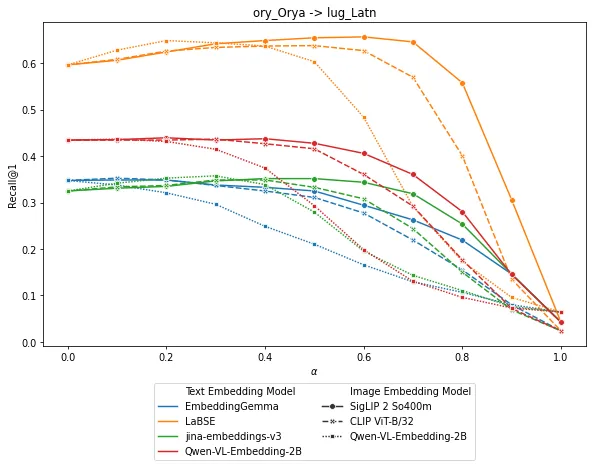 ory_Orya -> lug_Latn
Recall@1
0.6
0.5
0.4
0.3
0.2
0.1
0.0
0.0 0.2 0.4 0.6 0.8 1.0
α
Text Embedding Model Image Embedding Model
EmbeddingGemma SigLIP 2 So400m
LaBSE CLIP ViT-B/32
jina-embeddings-v3 Qwen-VL-Embedding-2B
Qwen-VL-Embedding-2B